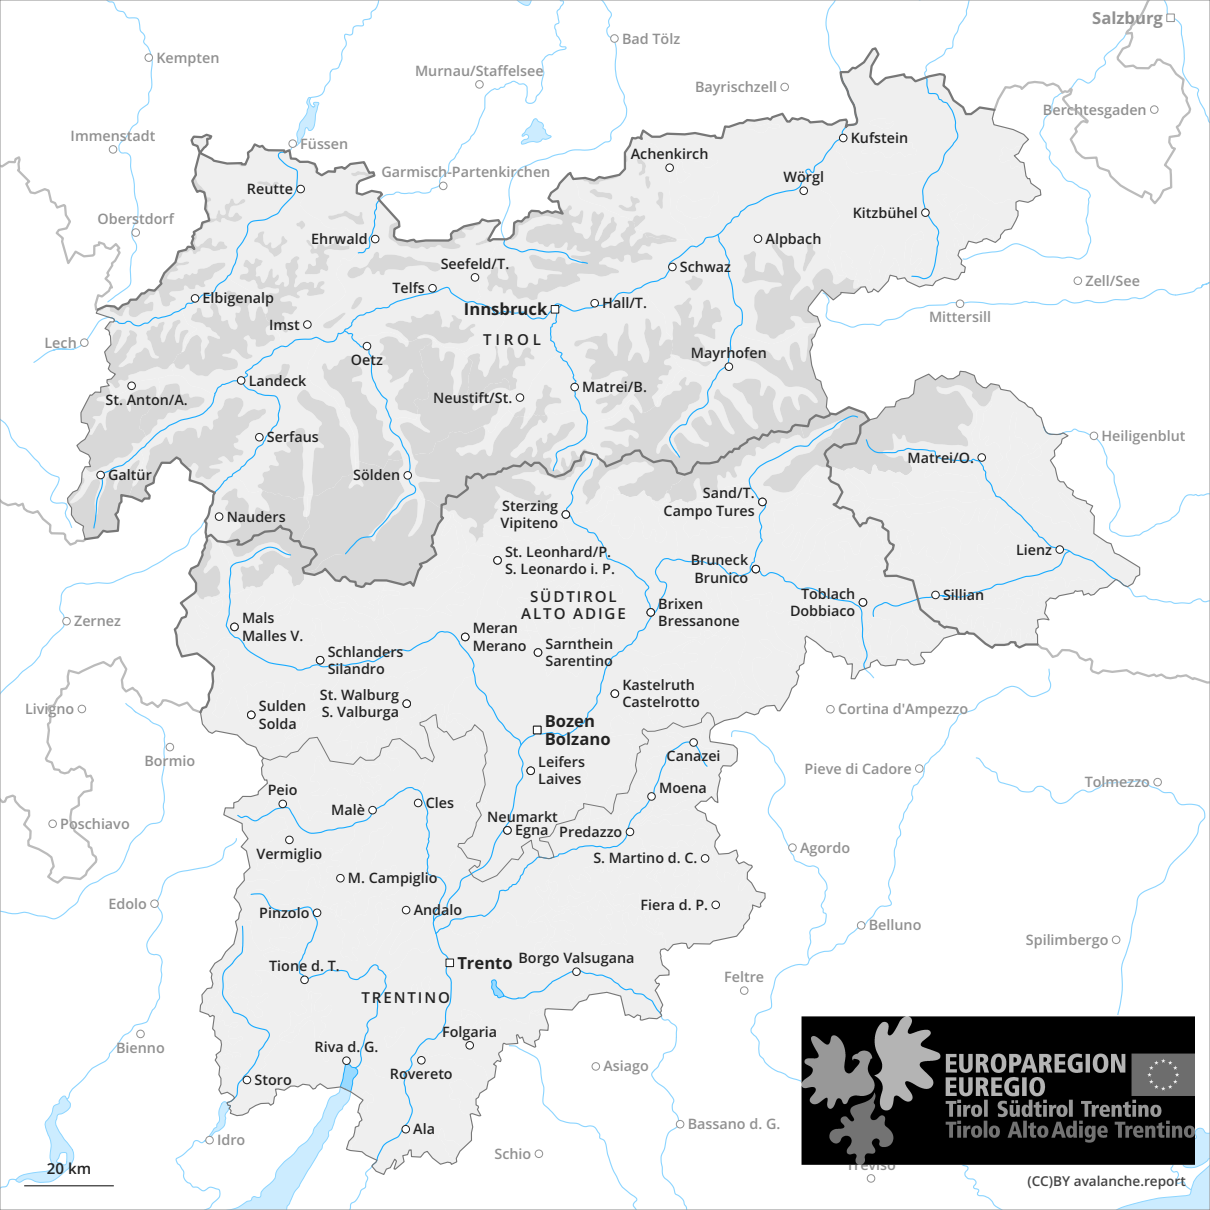 Salzburg
Bad Tölz
Kempten
Murnau/Staffelsee
Bayrischzell
Berchtesgaden
Immenstadt
Füssen
Kufstein
Achenkirch
Garmisch-Partenkirchen
Wörgl
Reutte
Oberstdorf
Kitzbühel
Ehrwald
Alpbach
Seefeld/T.
Schwaz
Zell/See
Telfs
Elbigenalp
Hall/T.
Innsbruck
Mittersill
Imst
TIROL
Lech
Oetz
Mayrhofen
Landeck
Matrei/B.
St. Anton/A.
Neustift/St.
Serfaus
Heiligenblut
Matrei/O.
Galtür
Sölden
Sand/T.
Campo Tures
Sterzing
Vipiteno
Nauders
Lienz
St. Leonhard/P.
S. Leonardo i. P.
Bruneck
Brunico
SÜDTIROL
ALTO ADIGE
Toblach
Dobbiaco
Sillian
Brixen
Bressanone
Mals
Malles V.
Zernez
Meran
Merano
Sarnthein
Sarentino
Schlanders
Silandro
Kastelruth
Castelrotto
St. Walburg
S. Valburga
Sulden
Solda
Livigno
Cortina d'Ampezzo
Bozen
Bolzano
Bormio
Canazei
Leifers
Laives
Pieve di Cadore
Tolmezzo
Peio
Moena
Malè
Cles
Neumarkt
Egna
Predazzo
Poschiavo
Vermiglio
Agordo
S. Martino d. C.
M. Campiglio
Edolo
Pinzolo
Andalo
Fiera d. P.
Belluno
Spilimbergo
Tione d. T.
Trento
Borgo Valsugana
Feltre
TRENTINO
Folgaria
Bienno
Riva d. G.
Rovereto
Asiago
Storo
EUROPAREGION
EUREGIO
Tirol Südtirol Trentino
Tirolo Alto Adige Trentino
Ala
Bassano d. G.
Idro
Schio
Treviso
20 km
(CC)BY avalanche.report